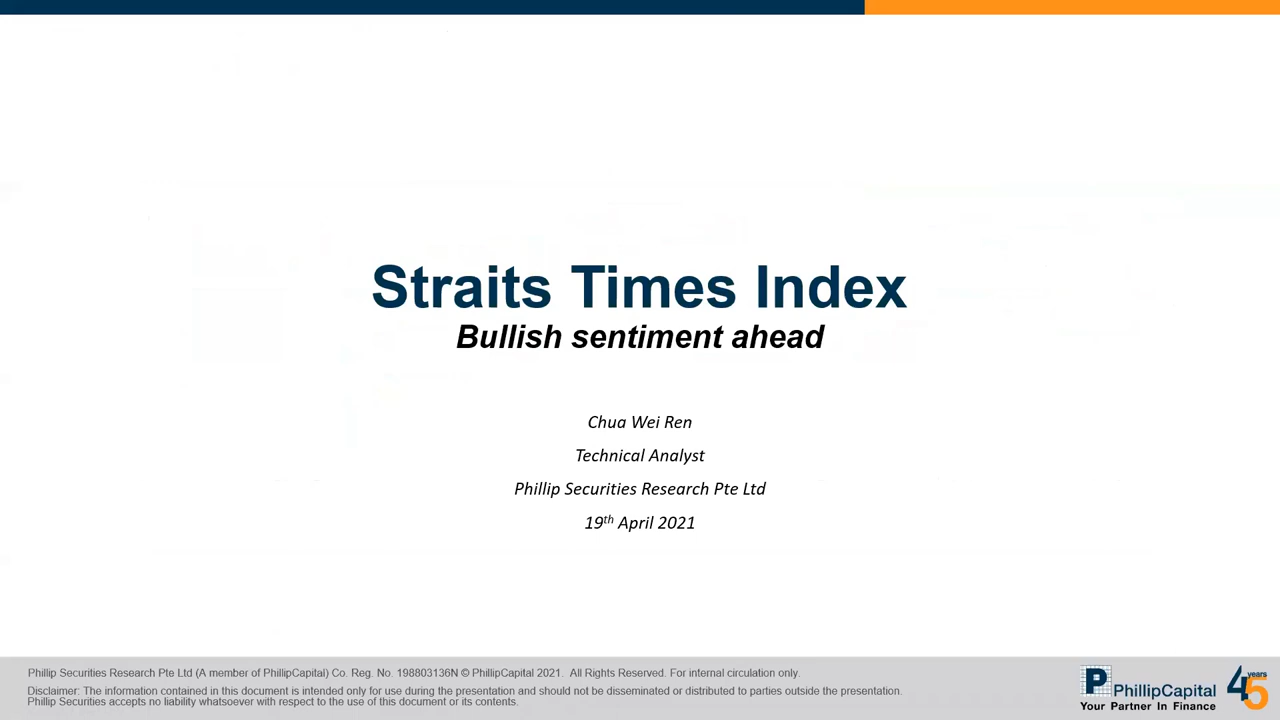 Straits Times Index
Bullish sentiment ahead
Chua Wei Ren
Technical Analyst
Phillip Securities Research Pte Ltd
19th April 2021
Phillip Securities Research Pte Ltd (A member of PhillipCapital) Co. Reg. No. 198803136N © PhillipCapital 2021. All Rights Reserved. For internal circulation only.
Disclaimer: The information contained in this document is intended only for use during the presentation and should not be disseminated or distributed to parties outside the presentation.
Phillip Securities accepts no liability whatsoever with respect to the use of this document or its contents.
P PhillipCapital
Your Partner In Finance
45 years